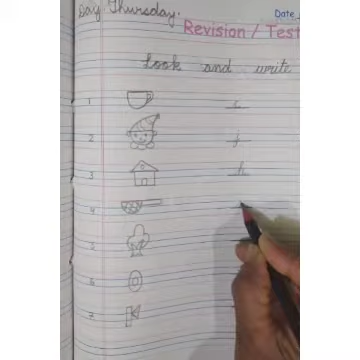 Day Thursday.
Date
Revision / Test
Look and write
1 c
2 j
3 h
4
5
6
7